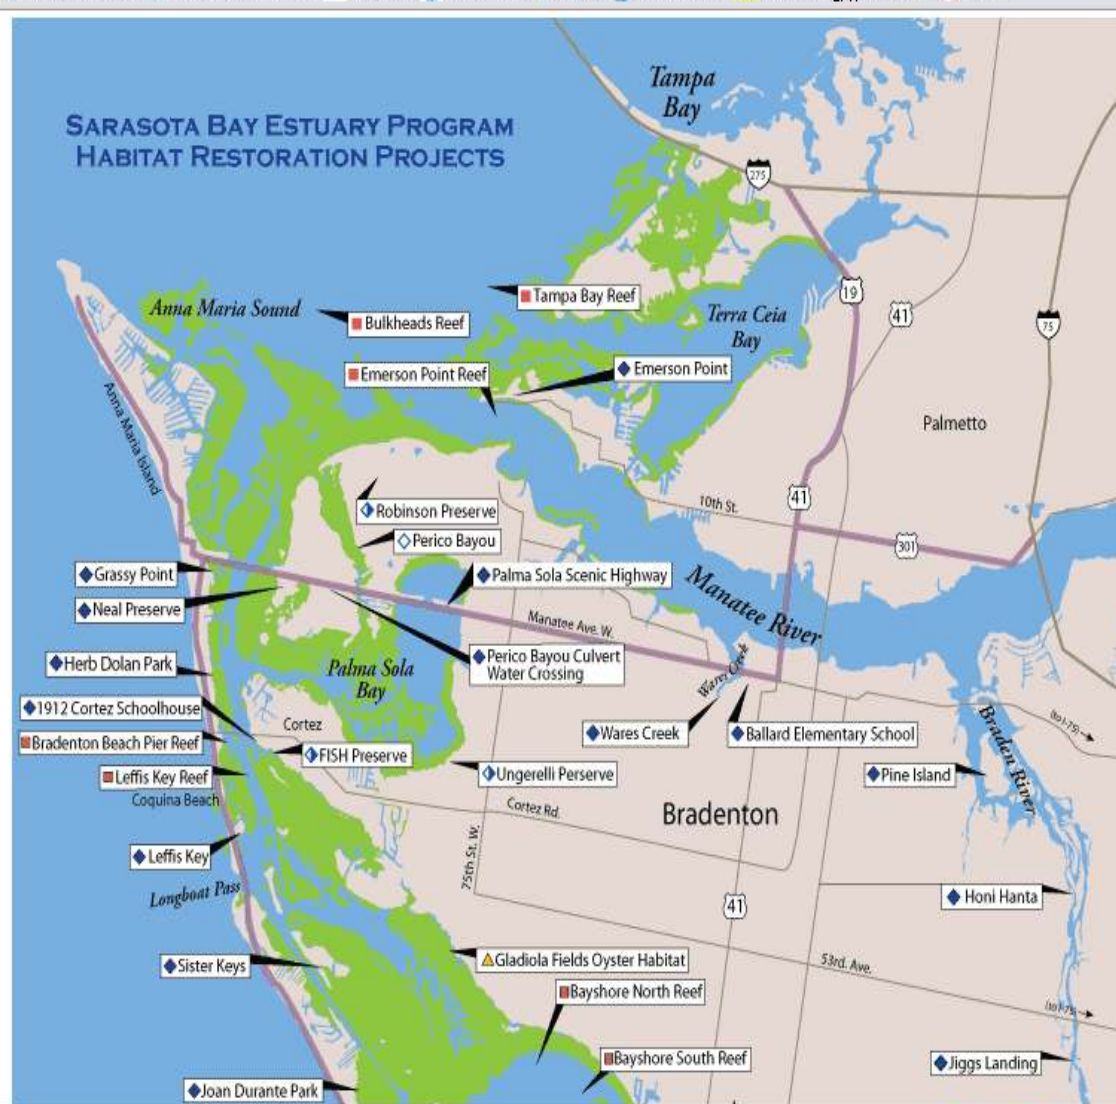 Tampa
Bay
SARASOTA BAY ESTUARY PROGRAM
HABITAT RESTORATION PROJECTS
275
Tampa Bay Reef
19
Anna Maria Sound
Terra Ceia
Bay
41
Bulkheads Reef
75
Emerson Point Reef
Emerson Point
Anna Maria Island
Palmetto
41
10th St.
Robinson Preserve
Perico Bayou
301
Grassy Point
Palma Sola Scenic Highway
Neal Preserve
Manatee River
Manatee Ave. W.
Herb Dolan Park
Palma Sola
Bay
Perico Bayou Culvert
Water Crossing
Wares Creek
1912 Cortez Schoolhouse
Cortez
Bradenton Beach Pier Reef
FISH Preserve
Wares Creek
Ballard Elementary School
(to I-75)
Braden River
Leffis Key Reef
Ungerelli Perserve
Pine Island
Coquina Beach
Cortez Rd.
Bradenton
Leffis Key
75th St. W.
Longboat Pass
41
Honi Hanta
Sister Keys
Gladiola Fields Oyster Habitat
53rd. Ave.
Bayshore North Reef
(to I-75)
Bayshore South Reef
Jiggs Landing
Joan Durante Park